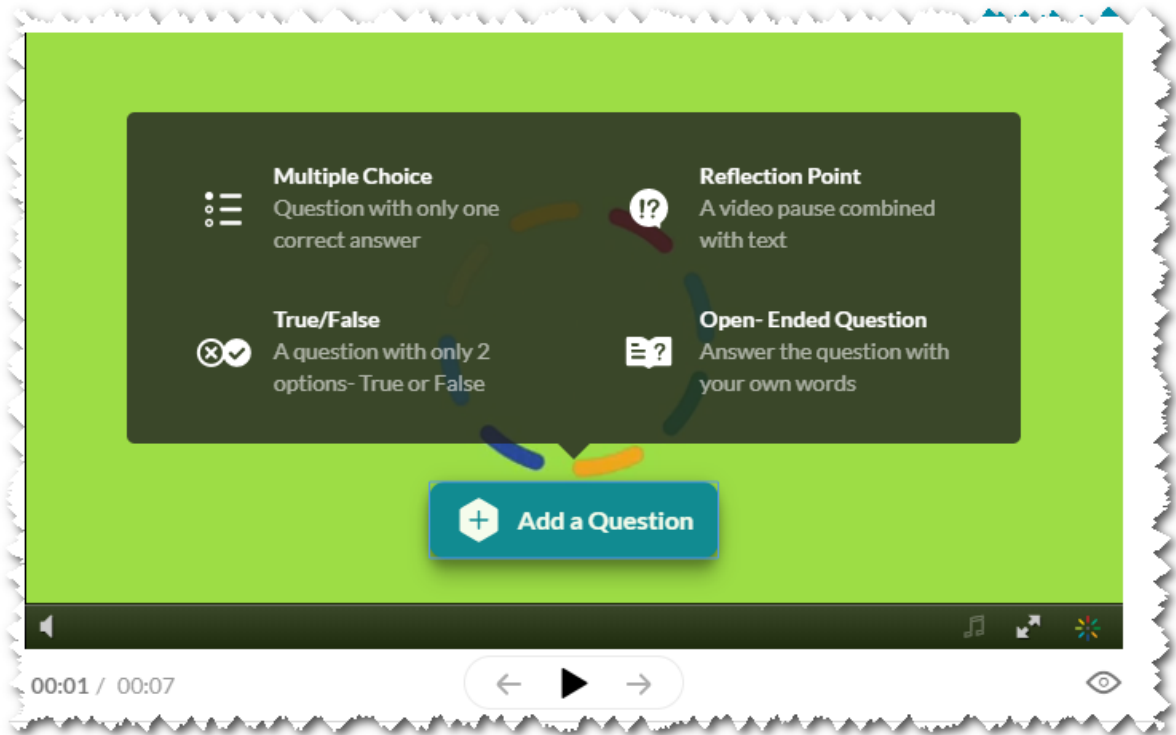 Multiple Choice
Question with only one
correct answer
Reflection Point
A video pause combined
with text
True/False
A question with only 2
options- True or False
Open- Ended Question
Answer the question with
your own words
Add a Question
00:01 / 00:07